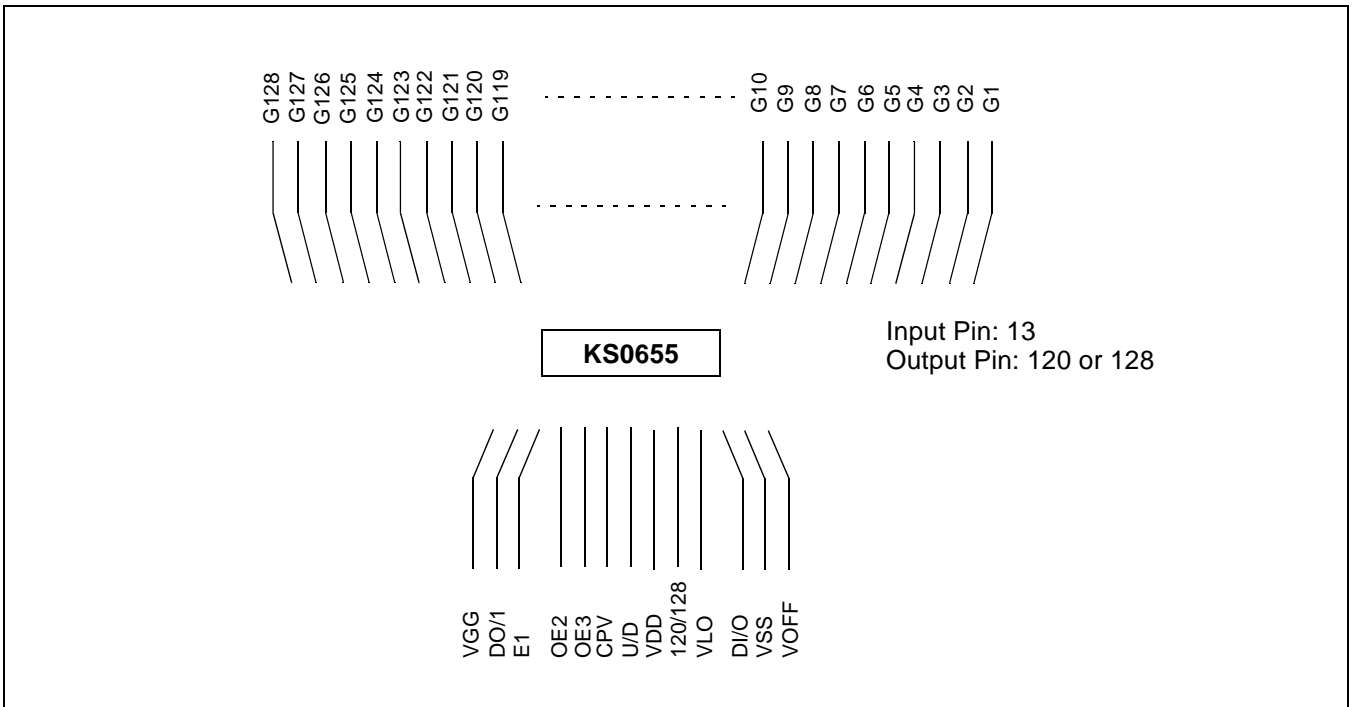 G128
G127
G126
G125
G124
G123
G122
G121
G120
G119
G10
G9
G8
G7
G6
G5
G4
G3
G2
G1
KS0655
Input Pin: 13
Output Pin: 120 or 128
VGG
DO/1
E1
OE2
OE3
CPV
U/D
VDD
120/128
VLO
DI/O
VSS
VOFF